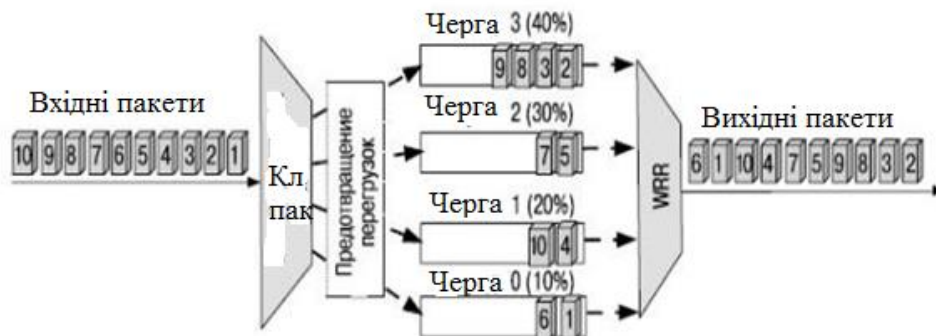 Черга 3 (40%)
9 8 3 2
Вхідні пакети
10 9 8 7 6 5 4 3 2 1
Кл.
пак
Предотвращение
перегрузок
Черга 2 (30%)
7 5
Черга 1 (20%)
10 4
Черга 0 (10%)
6 1
WRR
Вихідні пакети
6 1 10 4 7 5 9 8 3 2